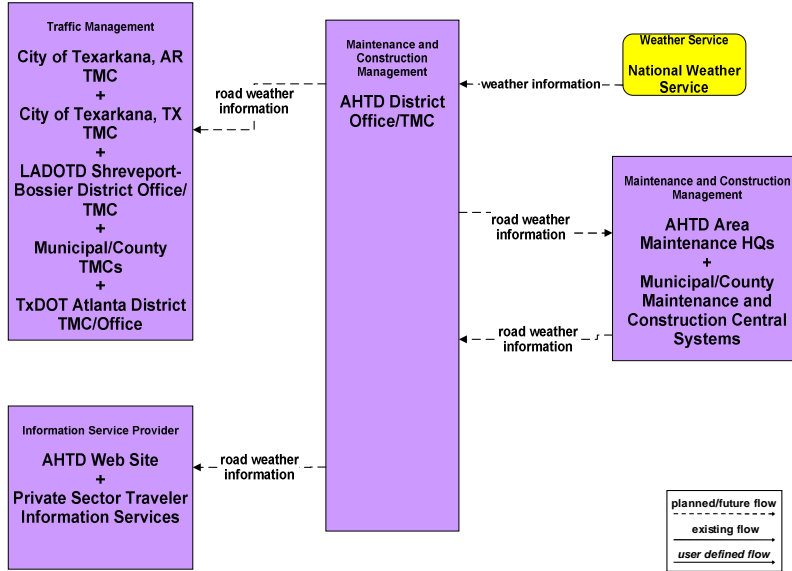 Traffic Management
City of Texarkana, AR
TMC
+
City of Texarkana, TX
TMC
+
LADOTD Shreveport-
Bossier District Office/
TMC
+
Municipal/County
TMCs
+
TxDOT Atlanta District
TMC/Office
road weather
information
Maintenance and
Construction
Management
AHTD District
Office/TMC
weather information
Weather Service
National Weather
Service
road weather
information
Maintenance and Construction
Management
AHTD Area
Maintenance HQs
+
Municipal/County
Maintenance and
Construction Central
Systems
road weather
information
Information Service Provider
AHTD Web Site
+
Private Sector Traveler
Information Services
road weather
information
planned/future flow
existing flow
user defined flow